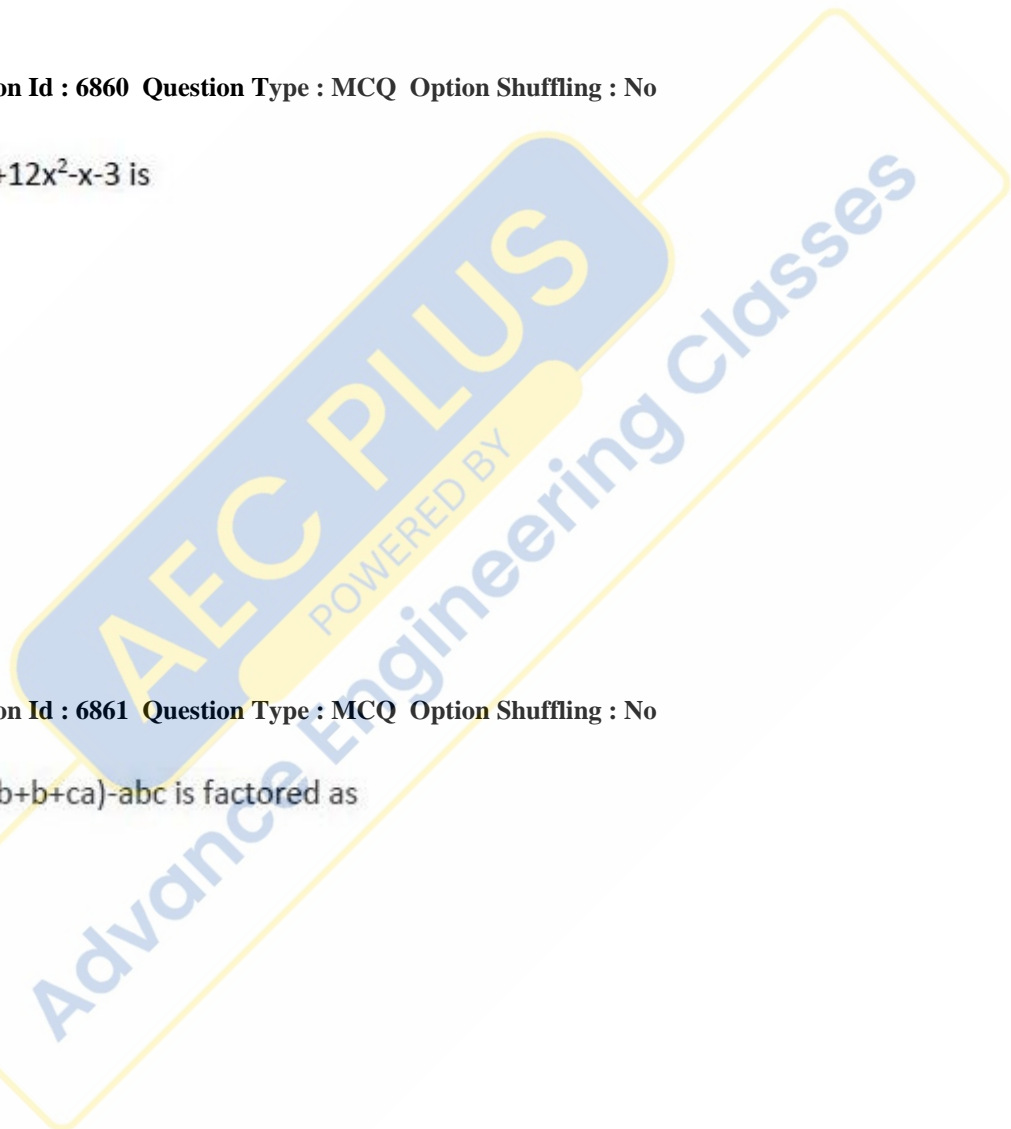 on Id : 6860 Question Type : MCQ Option Shuffling : No
+12x²-x-3 is
AEC PLUS
POWERED BY
Advance Engineering Classes
on Id : 6861 Question Type : MCQ Option Shuffling : No
b+b+ca)-abc is factored as